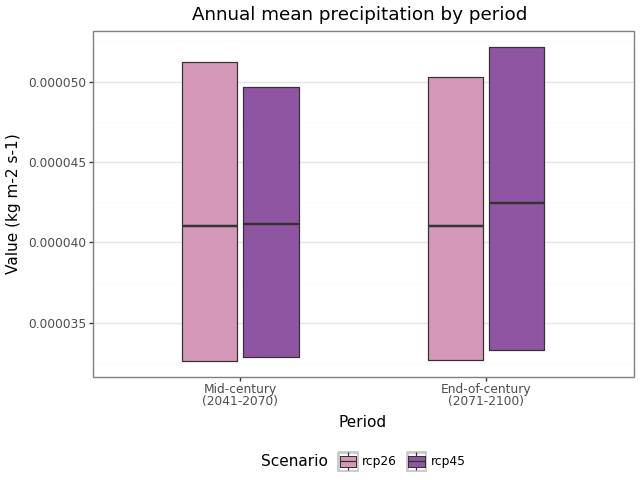 Annual mean precipitation by period
Value (kg m-2 s-1)
0.000050
0.000045
0.000040
0.000035
Mid-century
(2041-2070)
End-of-century
(2071-2100)
Period
Scenario
rcp26
rcp45